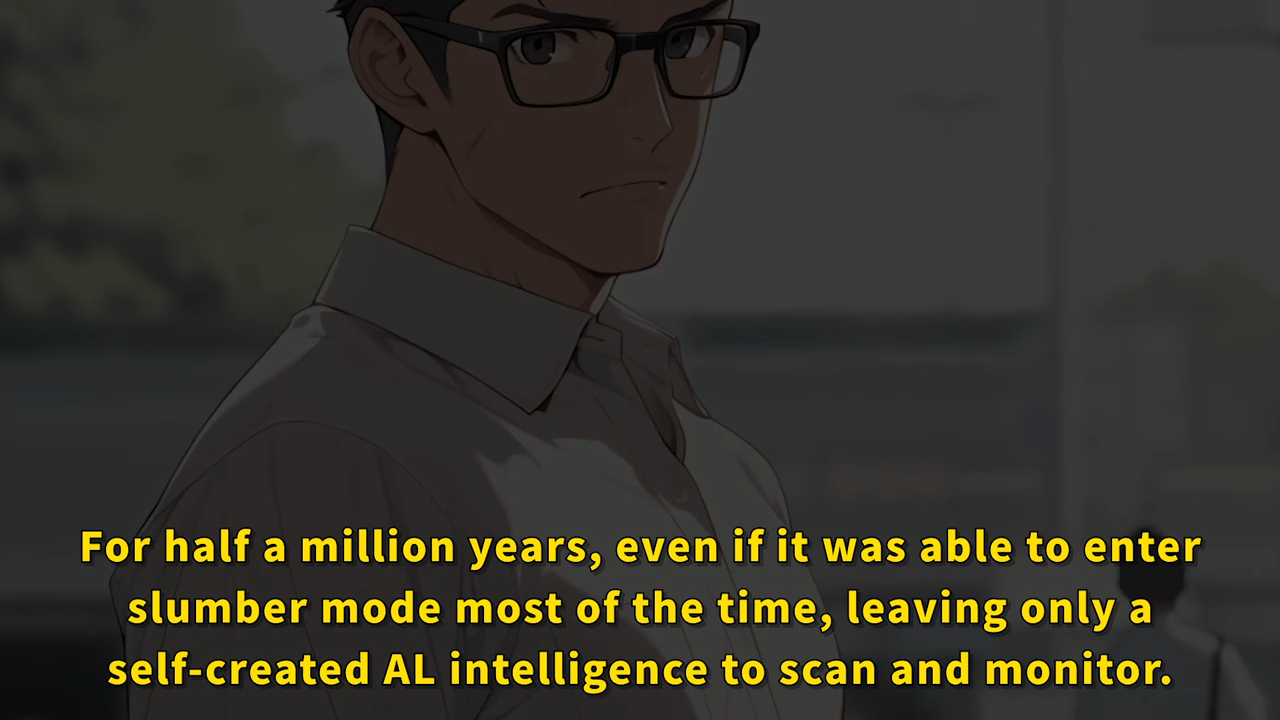 For half a million years, even if it was able to enter
slumber mode most of the time, leaving only a
self-created AL intelligence to scan and monitor.